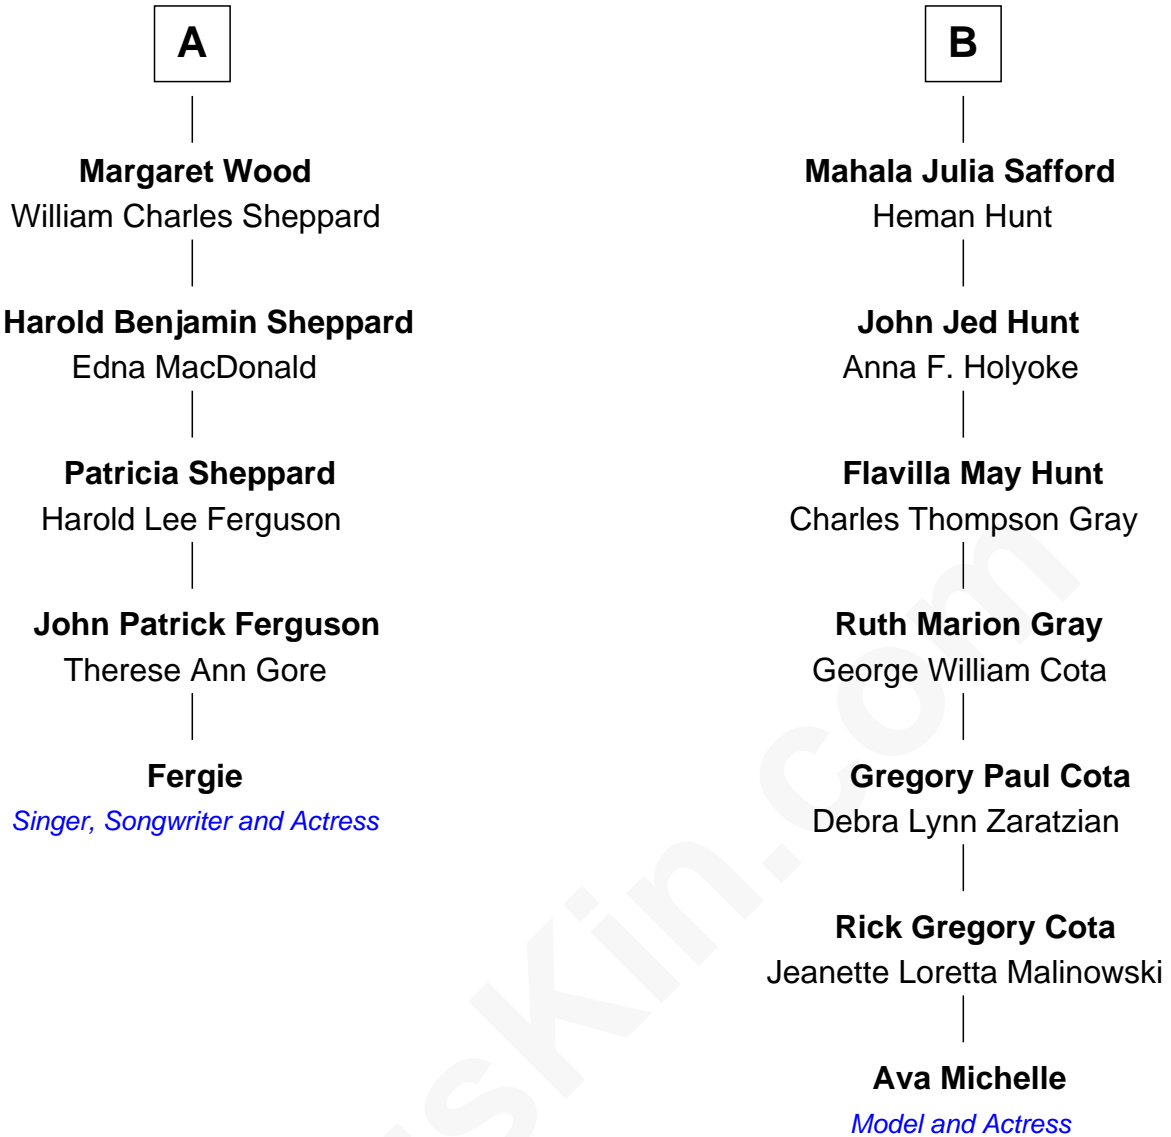 A
Margaret Wood
William Charles Sheppard
Harold Benjamin Sheppard
Edna MacDonald
Patricia Sheppard
Harold Lee Ferguson
John Patrick Ferguson
Therese Ann Gore
Fergie
Singer, Songwriter and Actress
B
Mahala Julia Safford
Heman Hunt
John Jed Hunt
Anna F. Holyoke
Flavilla May Hunt
Charles Thompson Gray
Ruth Marion Gray
George William Cota
Gregory Paul Cota
Debra Lynn Zaratzian
Rick Gregory Cota
Jeanette Loretta Malinowski
Ava Michelle
Model and Actress
sKin.com